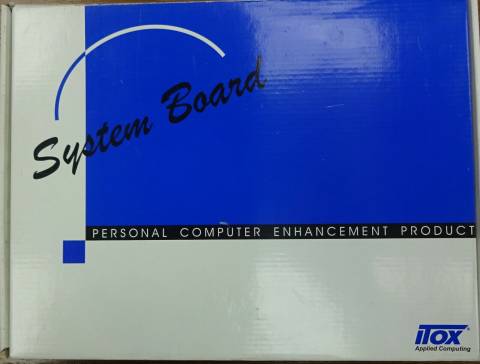 System Board
PERSONAL COMPUTER ENHANCEMENT PRODUCT
iTOX®
Applied Computing